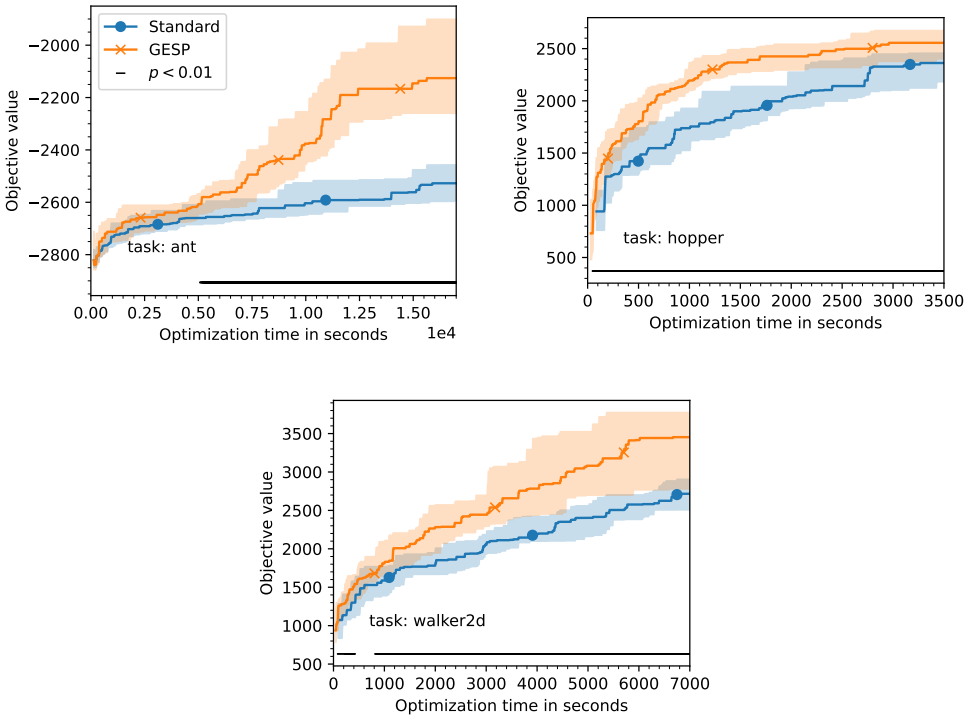 Standard
GESP
p < 0.01
−2000
−2200
−2400
−2600
−2800
Objective value
task: ant
0.00 0.25 0.50 0.75 1.00 1.25 1.50
1e4
Optimization time in seconds
2500
2000
1500
1000
500
Objective value
task: hopper
0 500 1000 1500 2000 2500 3000 3500
Optimization time in seconds
3500
3000
2500
2000
1500
1000
500
Objective value
task: walker2d
0 1000 2000 3000 4000 5000 6000 7000
Optimization time in seconds